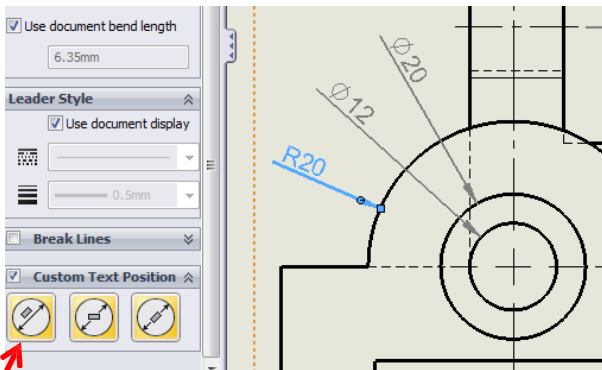 Use document bend length
6.35mm
Leader Style
Use document display
0.5mm
Break Lines
Custom Text Position
Ø20
Ø12
R20